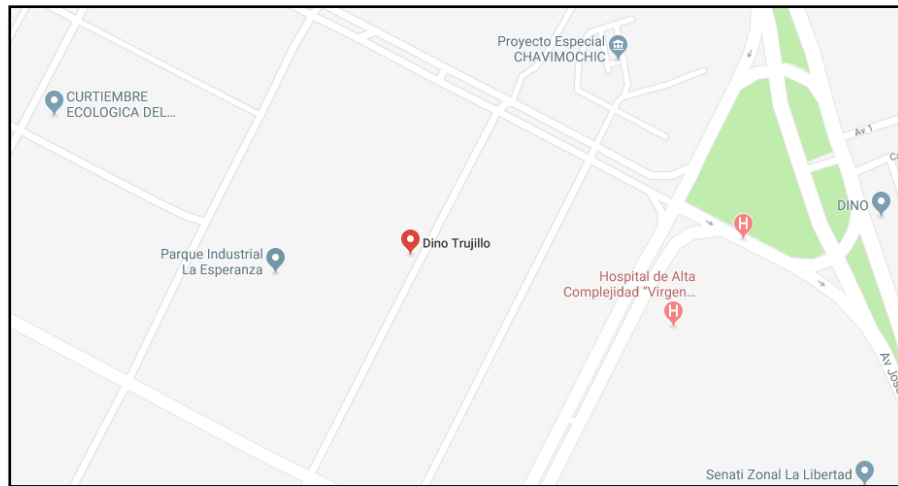 Proyecto Especial
CHAVIMOCHIC
CURTIEMBRE
ECOLOGICA DEL...
Av 1
DINO
Dino Trujillo
Parque Industrial
La Esperanza
H
Hospital de Alta
Complejidad "Virgen...
H
Av José
Senati Zonal La Libertad